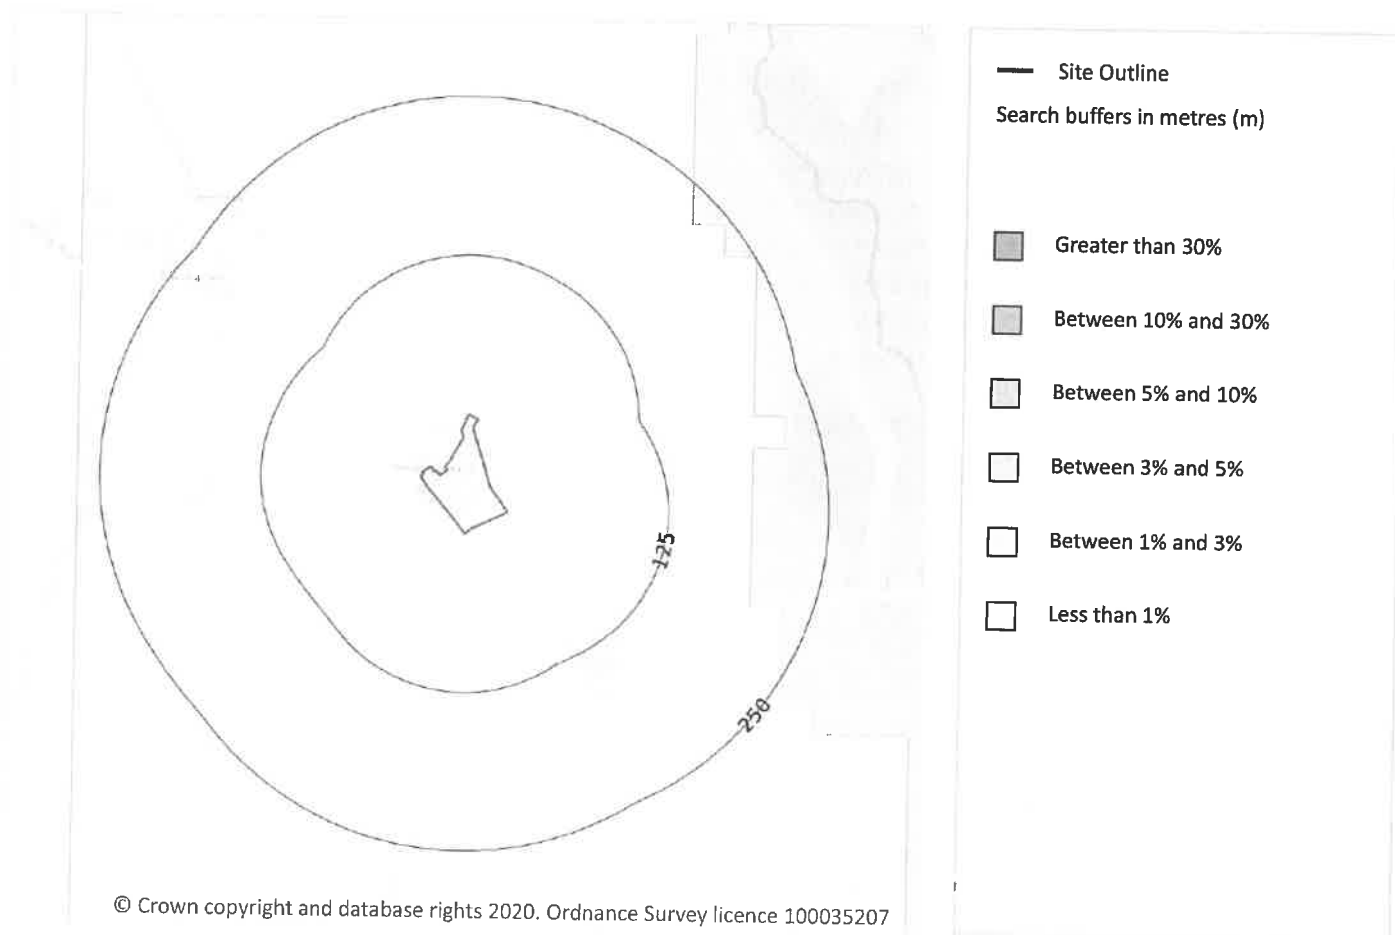 Site Outline
Search buffers in metres (m)
Greater than 30%
Between 10% and 30%
Between 5% and 10%
Between 3% and 5%
Between 1% and 3%
Less than 1%
125
250
© Crown copyright and database rights 2020. Ordnance Survey licence 100035207